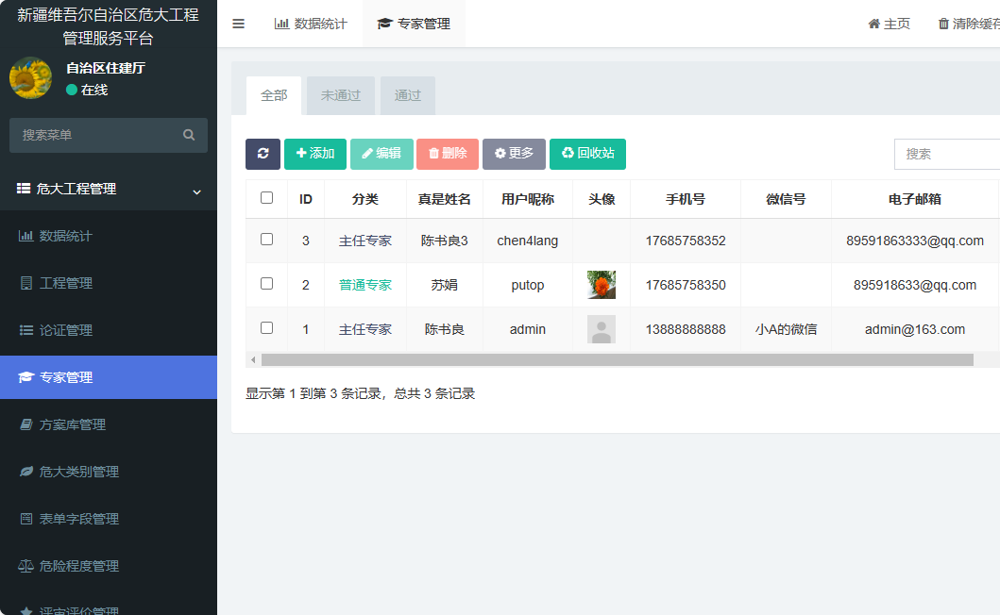 新疆维吾尔自治区危大工程
管理服务平台
自治区住建厅
在线
搜索菜单
危大工程管理
数据统计
工程管理
论证管理
专家管理
方案库管理
危大类别管理
表单字段管理
危险程度管理
评审评价管理
数据统计 专家管理 主页 清除缓存
全部 未通过 通过
添加 编辑 删除 更多 回收站 搜索
ID 分类 真是姓名 用户昵称 头像 手机号 微信号 电子邮箱
3 主任专家 陈书良3 chen4lang 17685758352 89591863333@qq.com
2 普通专家 苏娟 putop 17685758350 895918633@qq.com
1 主任专家 陈书良 admin 13888888888 小A的微信 admin@163.com
显示第 1 到第 3 条记录，总共 3 条记录